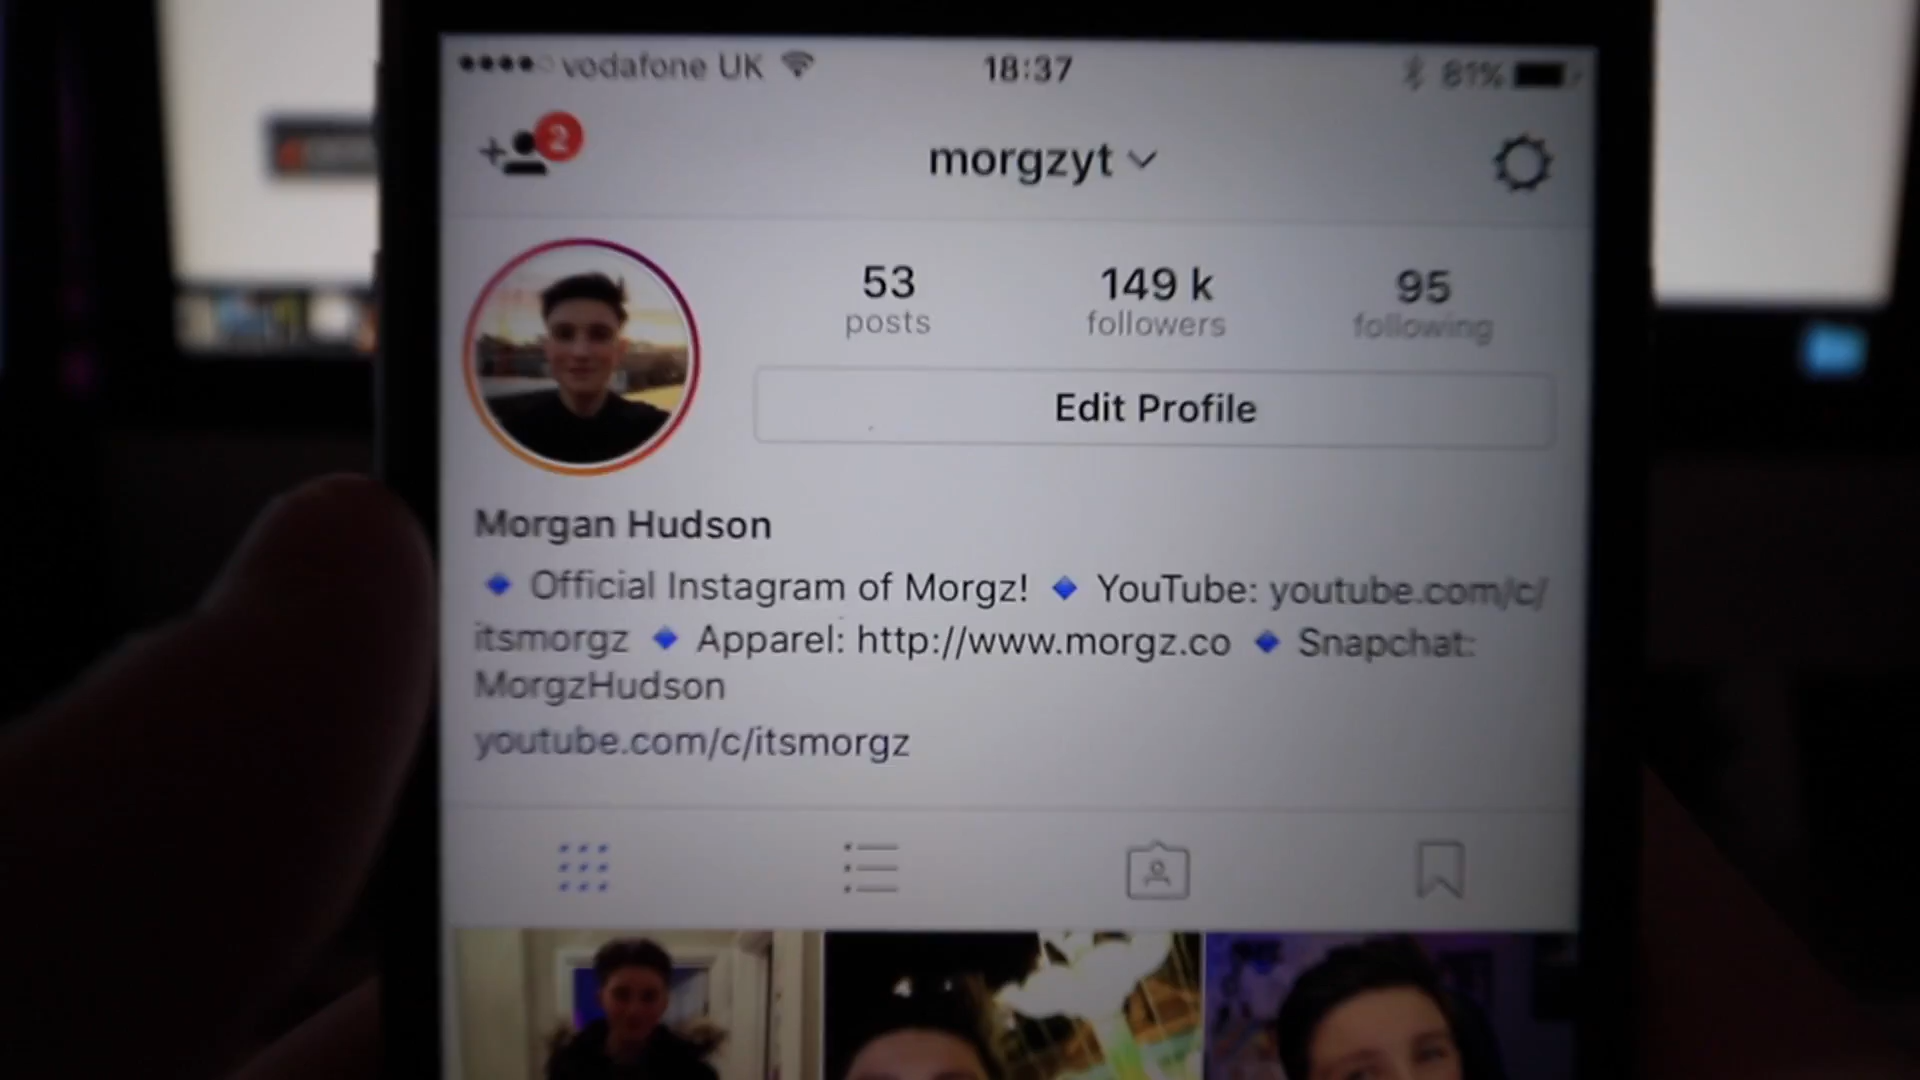 vodafone UK 18:37 81%
2
morgzyt
53 149 k 95
posts followers following
Edit Profile
Morgan Hudson
🔹 Official Instagram of Morgz! 🔹 YouTube: youtube.com/c/
itsmorgz 🔹 Apparel: http://www.morgz.co 🔹 Snapchat:
MorgzHudson
youtube.com/c/itsmorgz